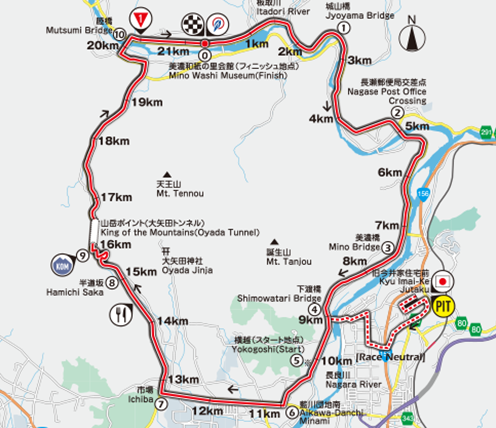 板取川
Itadori River
城山橋
Jyoyama Bridge
①
睦橋
Mutsumi Bridge
⑩
20km
21km
⓪
1km
2km
3km
N
美濃和紙の里会館(フィニッシュ地点)
Mino Washi Museum(Finish)
長瀬郵便局交差点
Nagase Post Office
Crossing
②
19km
4km
5km
291
18km
6km
天王山
Mt. Tennou
156
17km
7km
山岳ポイント(大矢田トンネル)
King of the Mountains(Oyada Tunnel)
美濃橋
Mino Bridge
③
16km
⑨
KOM
大矢田神社
Oyada Jinja
誕生山
Mt. Tanjou
8km
旧今井家住宅前
Kyu Imai-Ke
Jutaku
PIT
15km
半道坂
Hamichi Saka
⑧
下渡橋
Shimowatari Bridge
④
9km
80
80
14km
[Race Neutral]
横越(スタート地点)
Yokogoshi(Start)
⑤
10km
長良川
Nagara River
13km
市場
Ichiba
⑦
12km
11km
⑥
藍川団地南
Aikawa-Danchi
Minami
343